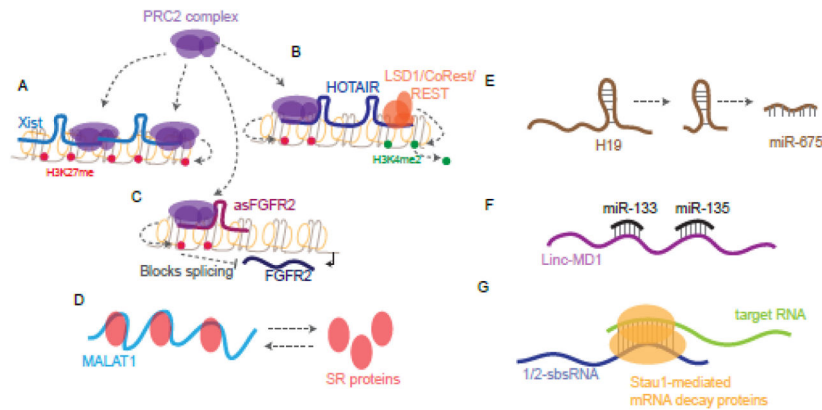 PRC2 complex
A
Xist
H3K27me
B
HOTAIR
LSD1/CoRest/
REST
H3K4me2
C
asFGFR2
Blocks splicing
FGFR2
D
MALAT1
SR proteins
E
H19
miR-675
F
miR-133
miR-135
Linc-MD1
G
target RNA
1/2-sbsRNA
Stau1-mediated
mRNA decay proteins